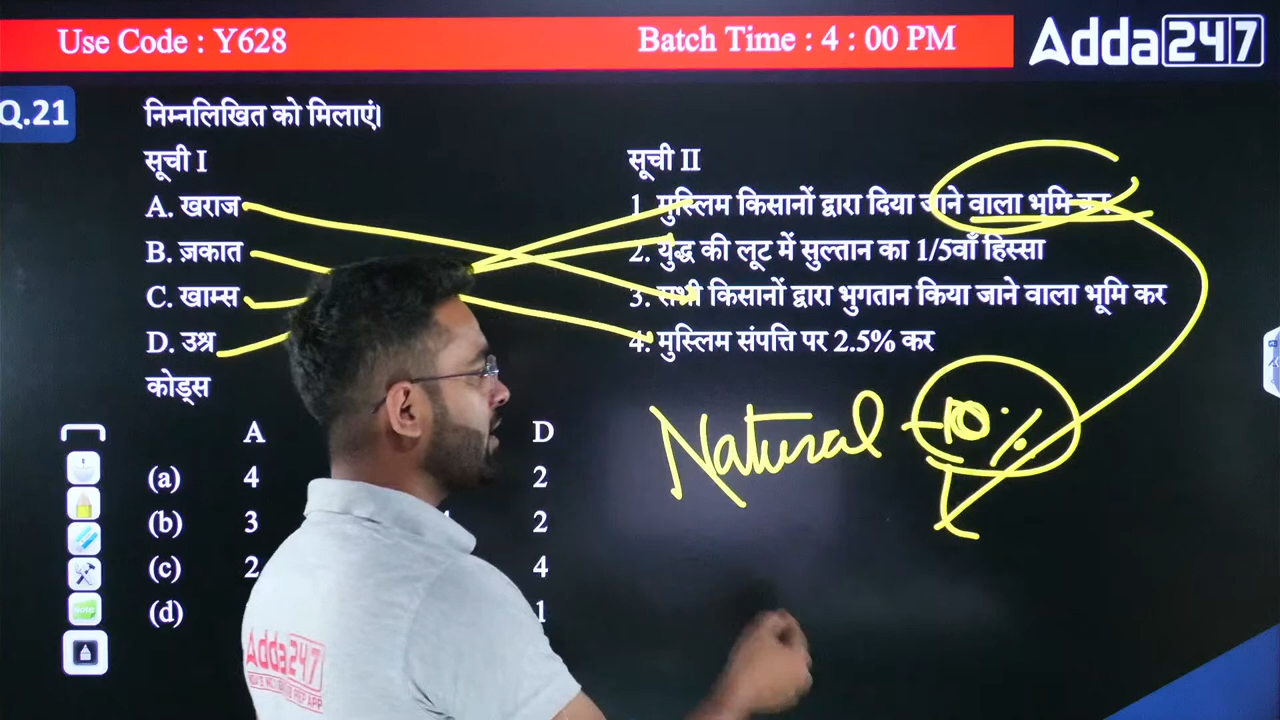 Use Code : Y628
Batch Time : 4 : 00 PM
Adda247
Q.21
निम्नलिखित को मिलाएं।
सूची I
सूची II
A. खराज
1. मुस्लिम किसानों द्वारा दिया जाने वाला भूमि कर
B. ज़कात
2. युद्ध की लूट में सुल्तान का 1/5वाँ हिस्सा
C. खाम्स
3. सभी किसानों द्वारा भुगतान किया जाने वाला भूमि कर
D. उश्र
4. मुस्लिम संपत्ति पर 2.5% कर
कोड्स
Natural - 10 %
A D
(a) 4 2
(b) 3 2
(c) 2 4
(d) 1
Adda247